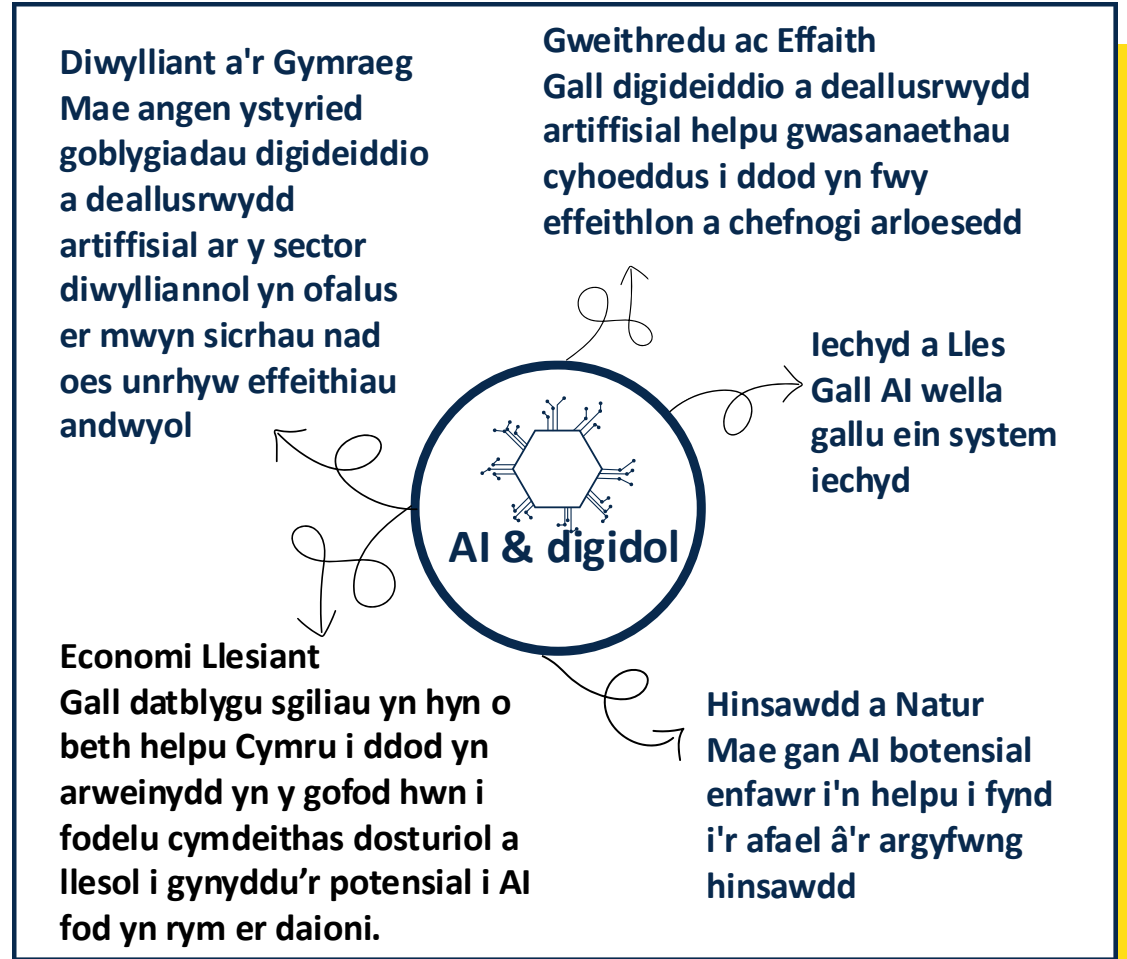 Diwylliant a'r Gymraeg
Mae angen ystyried
goblygiadau digideiddio
a deallusrwydd
artiffisial ar y sector
diwylliannol yn ofalus
er mwyn sicrhau nad
oes unrhyw effeithiau
andwyol
Gweithredu ac Effaith
Gall digideiddio a deallusrwydd
artiffisial helpu gwasanaethau
cyhoeddus i ddod yn fwy
effeithlon a chefnogi arloesedd
Iechyd a Lles
Gall AI wella
gallu ein system
iechyd
AI & digidol
Economi Llesiant
Gall datblygu sgiliau yn hyn o
beth helpu Cymru i ddod yn
arweinydd yn y gofod hwn i
fodelu cymdeithas dosturiol a
llesol i gynyddu’r potensial i AI
fod yn rym er daioni.
Hinsawdd a Natur
Mae gan AI botensial
enfawr i'n helpu i fynd
i'r afael â'r argyfwng
hinsawdd